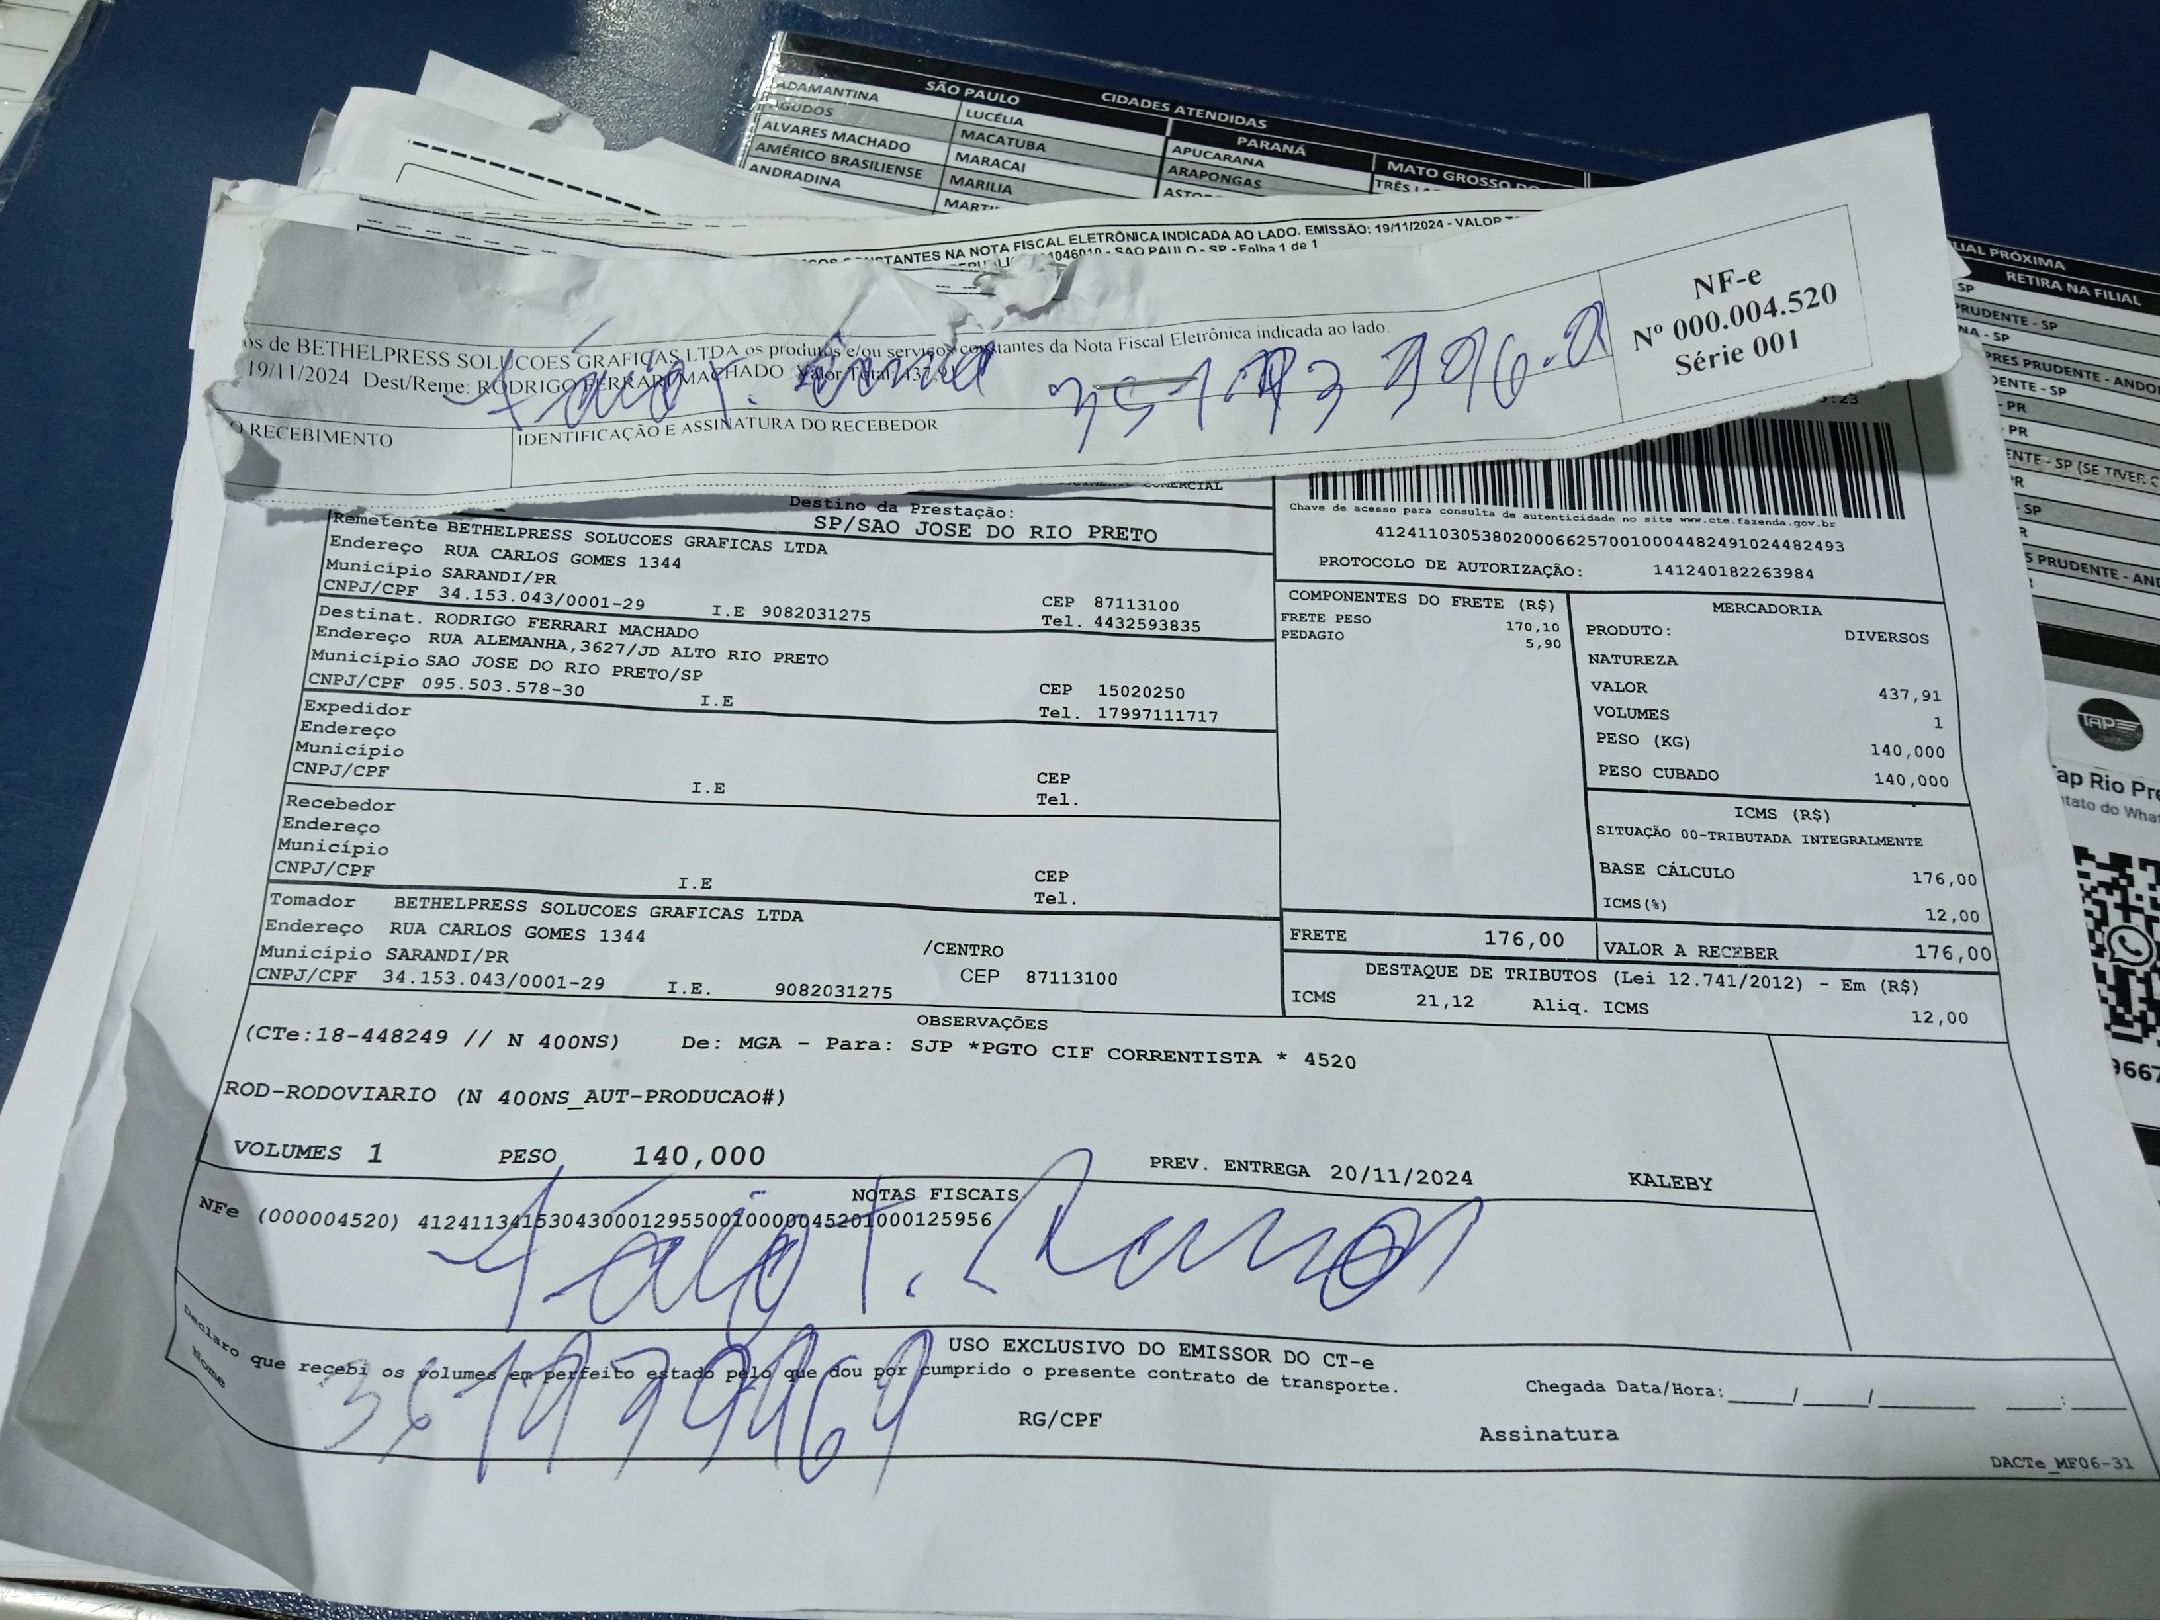 SÃO PAULO
CIDADES ATENDIDAS
ADAMANTINA LUCÉLIA PARANÁ MATO GROSSO
AGUDOS MACATUBA APUCARANA TRÊS
ALVARES MACHADO MARACAI ARAPONGAS
AMÉRICO BRASILIENSE MARILIA
ANDRADINA
CONSTANTES NA NOTA FISCAL ELETRÔNICA INDICADA AO LADO. EMISSÃO: 19/11/2024 - VALOR
1046010 - SAO PAULO - SP - Folha 1 de 1
os de BETHELPRESS SOLUCOES GRAFICAS LTDA os produtos e/ou serviços constantes da Nota Fiscal Eletrônica indicada ao lado.
19/11/2024 Dest/Reme: RODRIGO FERRARI MACHADO Valor Total: 437,91
O RECEBIMENTO
IDENTIFICAÇÃO E ASSINATURA DO RECEBEDOR
NF-e
Nº 000.004.520
Série 001
IAL PRÓXIMA
RETIRA NA FILIAL
Destino da Prestação:
SP/SAO JOSE DO RIO PRETO
Chave de acesso para consulta de autenticidade no site www.cte.fazenda.gov.br
41241103053802000662570010004482491024482493
PROTOCOLO DE AUTORIZAÇÃO: 141240182263984
Remetente BETHELPRESS SOLUCOES GRAFICAS LTDA
Endereço RUA CARLOS GOMES 1344
Município SARANDI/PR CEP 87113100
CNPJ/CPF 34.153.043/0001-29 I.E 9082031275 Tel. 4432593835
Destinat. RODRIGO FERRARI MACHADO
Endereço RUA ALEMANHA,3627/JD ALTO RIO PRETO
Município SAO JOSE DO RIO PRETO/SP CEP 15020250
CNPJ/CPF 095.503.578-30 I.E Tel. 17997111717
Expedidor
Endereço
Município CEP
CNPJ/CPF I.E Tel.
Recebedor
Endereço
Município CEP
CNPJ/CPF I.E Tel.
Tomador BETHELPRESS SOLUCOES GRAFICAS LTDA
Endereço RUA CARLOS GOMES 1344 /CENTRO
Município SARANDI/PR CEP 87113100
CNPJ/CPF 34.153.043/0001-29 I.E. 9082031275
COMPONENTES DO FRETE (R$)
FRETE PESO 170,10
PEDAGIO 5,90
MERCADORIA
PRODUTO: DIVERSOS
NATUREZA
VALOR 437,91
VOLUMES 1
PESO (KG) 140,000
PESO CUBADO 140,000
ICMS (R$)
SITUAÇÃO 00-TRIBUTADA INTEGRALMENTE
BASE CÁLCULO 176,00
ICMS(%) 12,00
FRETE 176,00 VALOR A RECEBER 176,00
DESTAQUE DE TRIBUTOS (Lei 12.741/2012) - Em (R$)
ICMS 21,12 Aliq. ICMS 12,00
OBSERVAÇÕES
(CTe:18-448249 // N 400NS) De: MGA - Para: SJP *PGTO CIF CORRENTISTA * 4520
ROD-RODOVIARIO (N 400NS_AUT-PRODUCAO#)
VOLUMES 1 PESO 140,000 PREV. ENTREGA 20/11/2024 KALEBY
NOTAS FISCAIS
NFe (000004520) 41241134153043000129550010000045201000125956
USO EXCLUSIVO DO EMISSOR DO CT-e
Declaro que recebi os volumes em perfeito estado pelo que dou por cumprido o presente contrato de transporte.
Chegada Data/Hora:
Nome RG/CPF Assinatura
DACTe_MF06-31
TAP